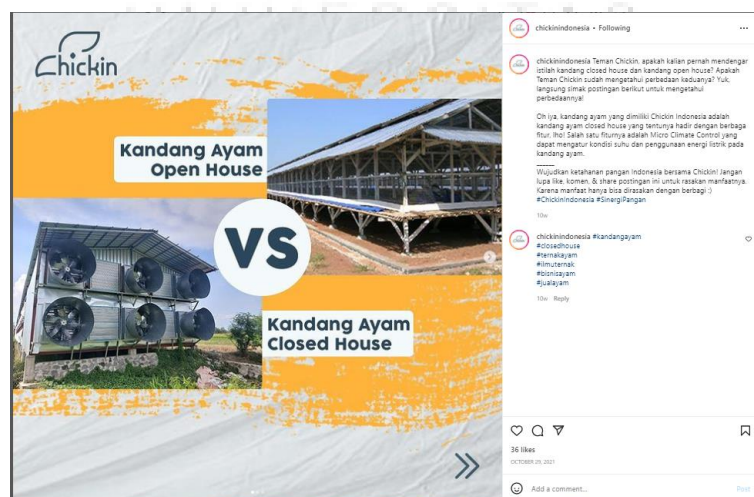 Chickin
Kandang Ayam
Open House
VS
Kandang Ayam
Closed House
chickinindonesia • Following
chickinindonesia Teman Chickin, apakah kalian pernah mendengar
istilah kandang closed house dan kandang open house? Apakah
Teman Chickin sudah mengetahui perbedaan keduanya? Yuk,
langsung simak postingan berikut untuk mengetahui
perbedaannya!
Oh iya, kandang ayam yang dimiliki Chickin Indonesia adalah
kandang ayam closed house yang tentunya hadir dengan berbaga
fitur, lho! Salah satu fiturnya adalah Micro Climate Control yang
dapat mengatur kondisi suhu dan penggunaan energi listrik pada
kandang ayam.
Wujudkan ketahanan pangan Indonesia bersama Chickin! Jangan
lupa like, komen, & share postingan ini untuk rasakan manfaatnya.
Karena manfaat hanya bisa dirasakan dengan berbagi :)
#ChickinIndonesia #SinergiPangan
10w
chickinindonesia #kandangayam
#closedhouse
#ternakayam
#ilmuternak
#bisnisayam
#jualayam
10w Reply
36 likes
OCTOBER 29, 2021
Add a comment...
Post